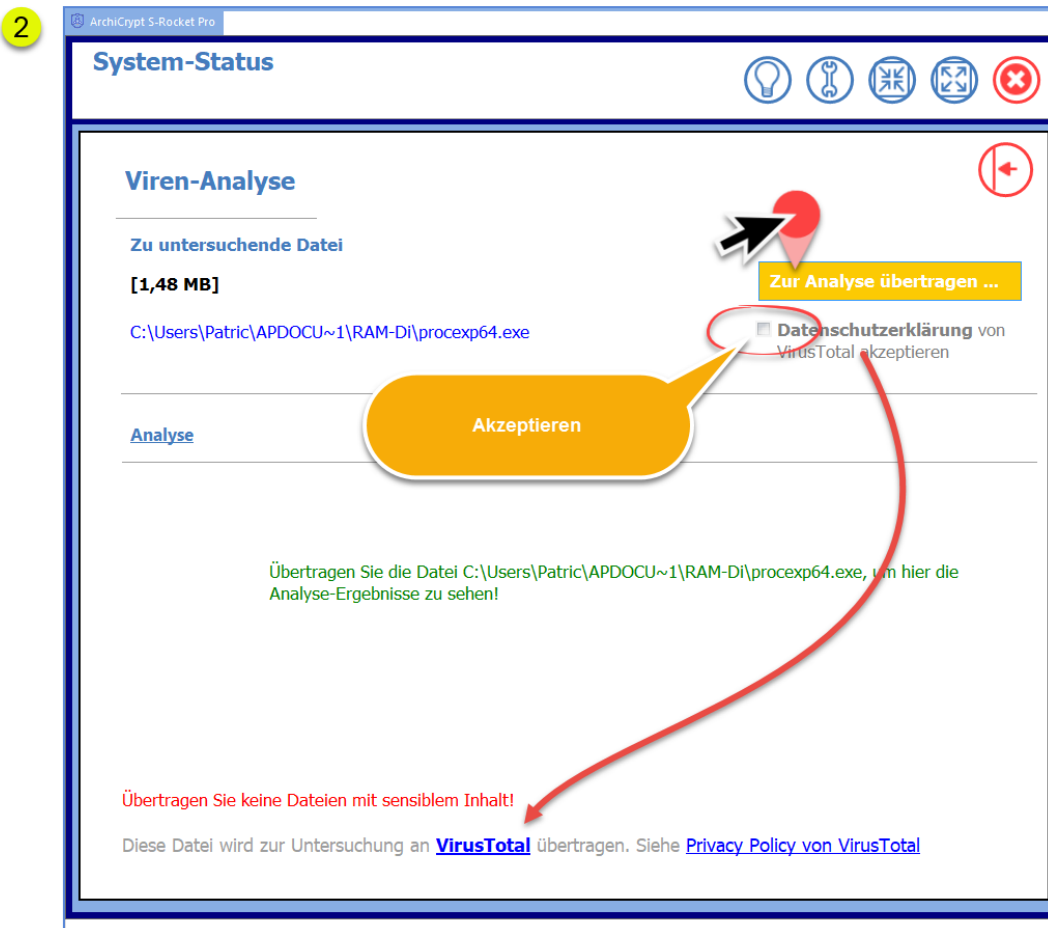 2
ArchiCrypt S-Rocket Pro
System-Status
Viren-Analyse
Zu untersuchende Datei
[1,48 MB]
Zur Analyse übertragen ...
C:\Users\Patric\APDOCU~1\RAM-Di\procexp64.exe
Datenschutzerklärung von
VirusTotal akzeptieren
Akzeptieren
Analyse
Übertragen Sie die Datei C:\Users\Patric\APDOCU~1\RAM-Di\procexp64.exe, um hier die
Analyse-Ergebnisse zu sehen!
Übertragen Sie keine Dateien mit sensiblem Inhalt!
Diese Datei wird zur Untersuchung an VirusTotal übertragen. Siehe Privacy Policy von VirusTotal